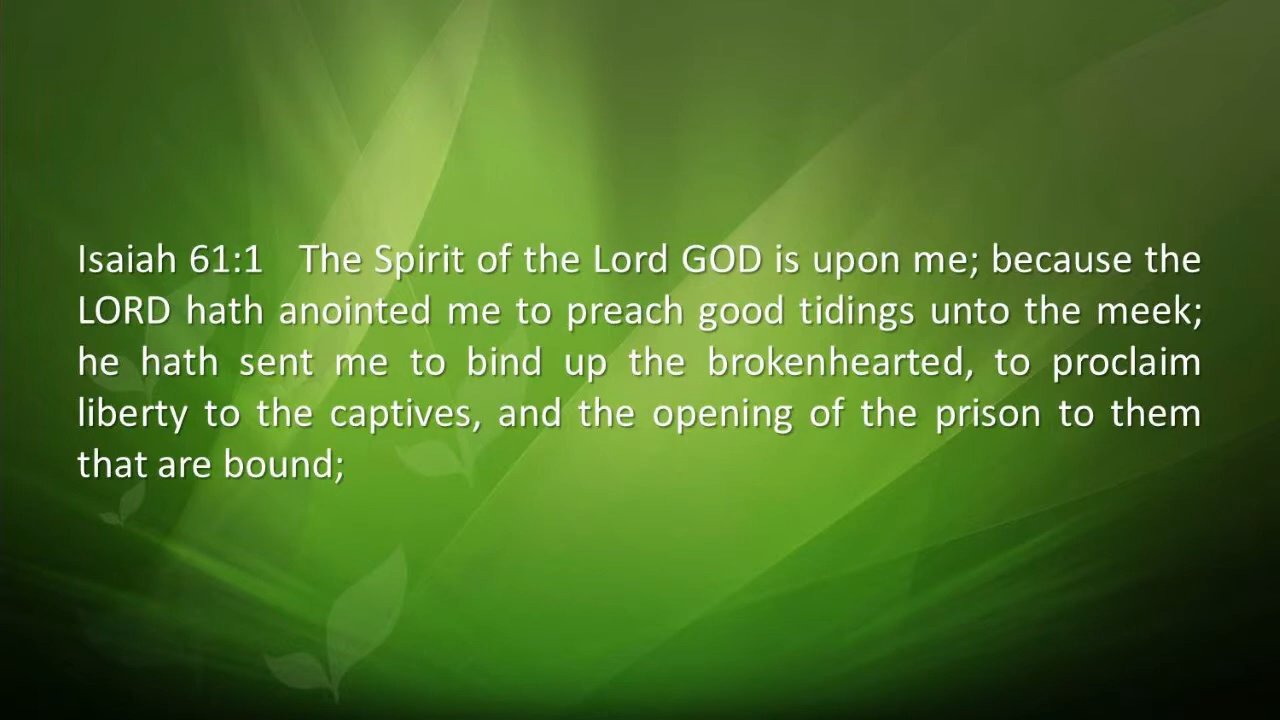 Isaiah 61:1 The Spirit of the Lord GOD is upon me; because the
LORD hath anointed me to preach good tidings unto the meek;
he hath sent me to bind up the brokenhearted, to proclaim
liberty to the captives, and the opening of the prison to them
that are bound;